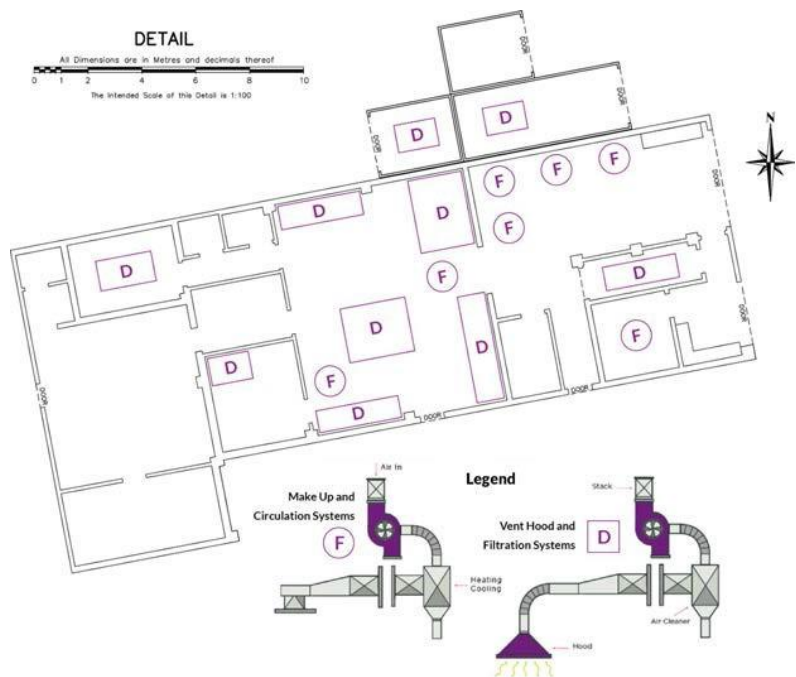 DETAIL
All Dimensions are in Metres and decimals thereof
0 1 2 4 6 8 10
The Intended Scale of this Detail is 1:100
N
DOOR
DOOR
DOOR
DOOR
D
D
F
F
F
D
D
F
D
F
D
D
DOOR
F
D
D
F
DOOR
D
DOOR
DOOR
DOOR
Legend
Air In
Make Up and
Circulation Systems
F
Heating
Cooling
Stack
Vent Hood and
Filtration Systems
D
Air Cleaner
Hood